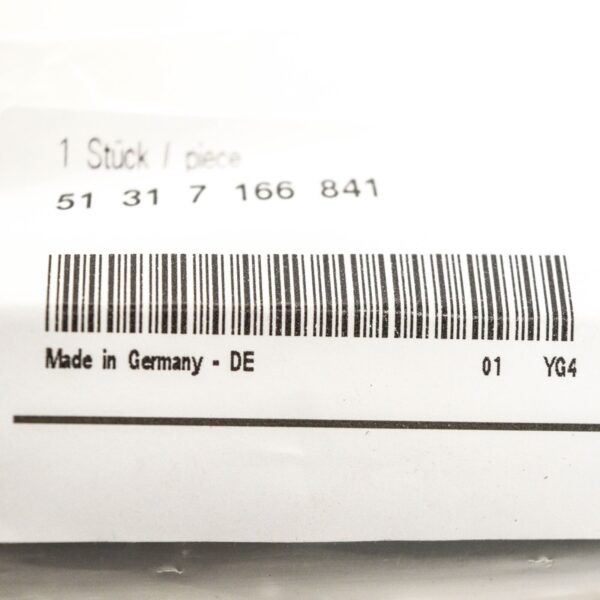 1 Stück / piece
51 31 7 166 841
Made in Germany - DE 01 YG4